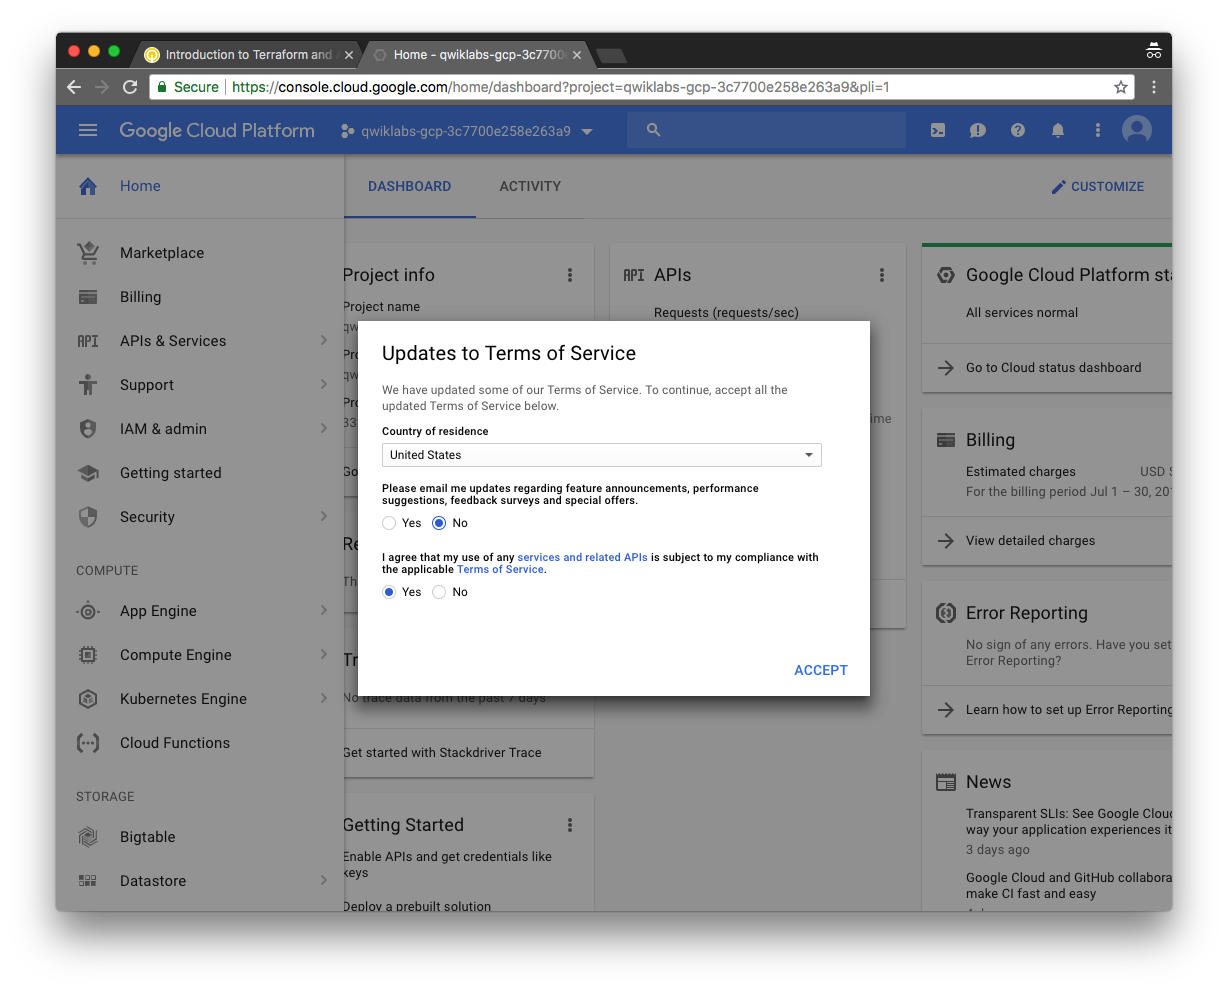 Introduction to Terraform and
Home - qwiklabs-gcp-3c7700
Secure
https://console.cloud.google.com/home/dashboard?project=qwiklabs-gcp-3c7700e258e263a9&pli=1
Google Cloud Platform
qwiklabs-gcp-3c7700e258e263a9
Home
DASHBOARD
ACTIVITY
CUSTOMIZE
Marketplace
Billing
API
APIs & Services
Support
IAM & admin
Getting started
Security
COMPUTE
App Engine
Compute Engine
Kubernetes Engine
Cloud Functions
STORAGE
Bigtable
Datastore
Project info
Project name
qw
Pro
qw
Pro
33
Go
Re
Th
Tr
No trace data from the past 7 days
Get started with Stackdriver Trace
Getting Started
Enable APIs and get credentials like
keys
Deploy a prebuilt solution
API
APIs
Requests (requests/sec)
ime
Updates to Terms of Service
We have updated some of our Terms of Service. To continue, accept all the
updated Terms of Service below.
Country of residence
United States
Please email me updates regarding feature announcements, performance
suggestions, feedback surveys and special offers.
Yes
No
I agree that my use of any services and related APIs is subject to my compliance with
the applicable Terms of Service.
Yes
No
ACCEPT
Google Cloud Platform sta
All services normal
Go to Cloud status dashboard
Billing
Estimated charges
USD $
For the billing period Jul 1 – 30, 201
View detailed charges
Error Reporting
No sign of any errors. Have you set
Error Reporting?
Learn how to set up Error Reporting
News
Transparent SLIs: See Google Cloud
way your application experiences it
3 days ago
Google Cloud and GitHub collabora
make CI fast and easy